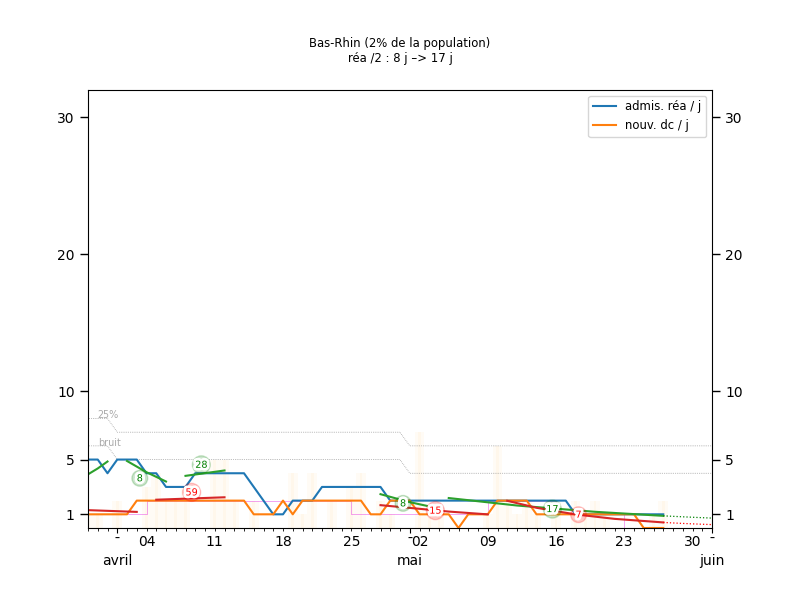 Bas-Rhin (2% de la population)
réa /2 : 8 j –> 17 j
admis. réa / j
nouv. dc / j
30 30
20 20
10 10
25%
bruit
5 5
28
8
59
8
15
17
7
1 1
- 04 11 18 25 -02 09 16 23 30 -
avril mai juin